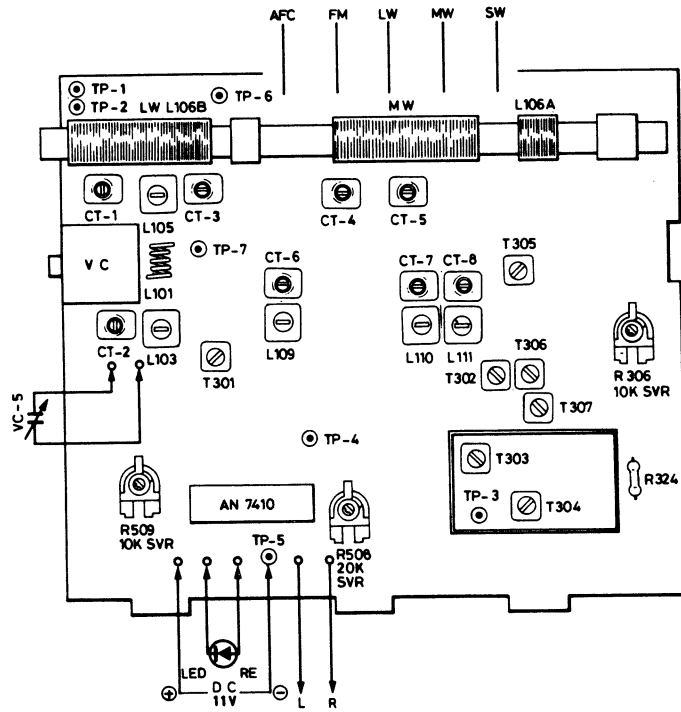 AFC FM LW MW SW
TP-1
TP-2 LW L106B TP-6 MW L106A
CT-1 L105 CT-3 CT-4 CT-5
VC L101 TP-7 CT-6 CT-7 CT-8 T305
CT-2 L103 L109 L110 L111
T301 T302 T306 R306
10K SVR
T307
VC-5
TP-4
T303
TP-3 T304 R324
R509
10K SVR
AN 7410
TP-5 R508
20K
SVR
LED RE
+ DC −
11V L R